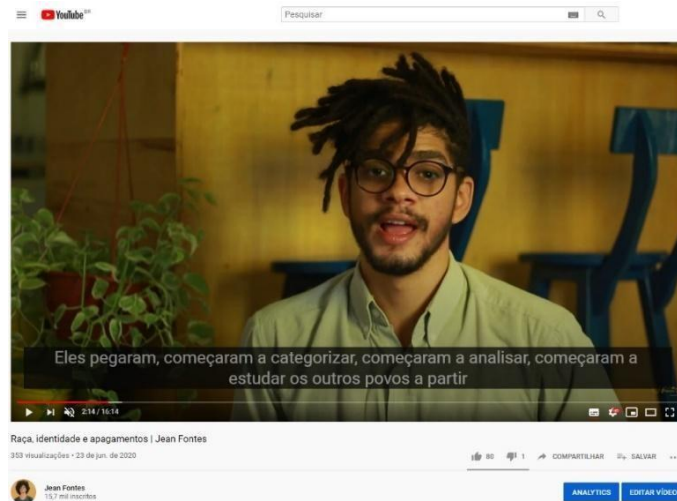 YouTube BR
Pesquisar
Eles pegaram, começaram a categorizar, começaram a analisar, começaram a
estudar os outros povos a partir
2:14 / 16:14
Raça, identidade e apagamentos | Jean Fontes
353 visualizações • 23 de jun. de 2020
80
1
COMPARTILHAR
SALVAR
Jean Fontes
15,7 mil inscritos
ANALYTICS
EDITAR VÍDEO